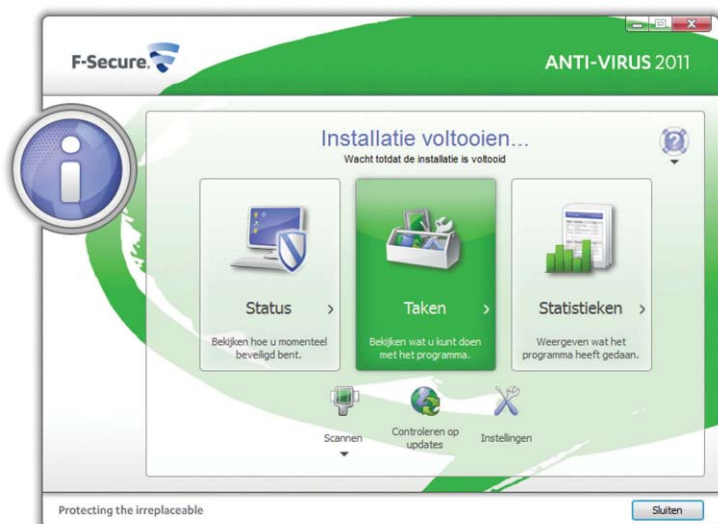 F-Secure.
ANTI-VIRUS 2011
Installatie voltooien...
Wacht totdat de installatie is voltooid
Status
Bekijken hoe u momenteel
beveiligd bent.
Taken
Bekijken wat u kunt doen
met het programma.
Statistieken
Weergeven wat het
programma heeft gedaan.
Scannen
Controleren op
updates
Instellingen
Protecting the irreplaceable
Sluiten